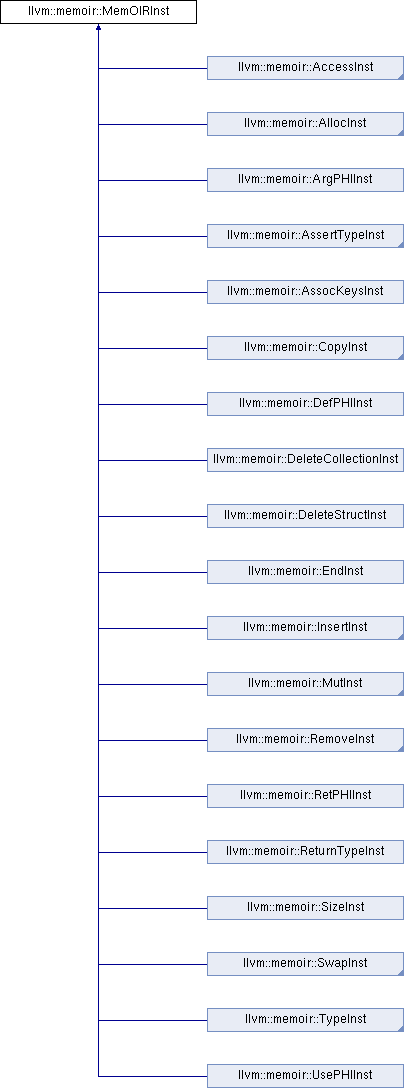 llvm::memoir::MemOIRInst
llvm::memoir::AccessInst
llvm::memoir::AllocInst
llvm::memoir::ArgPHIInst
llvm::memoir::AssertTypeInst
llvm::memoir::AssocKeysInst
llvm::memoir::CopyInst
llvm::memoir::DefPHIInst
llvm::memoir::DeleteCollectionInst
llvm::memoir::DeleteStructInst
llvm::memoir::EndInst
llvm::memoir::InsertInst
llvm::memoir::MutInst
llvm::memoir::RemoveInst
llvm::memoir::RetPHIInst
llvm::memoir::ReturnTypeInst
llvm::memoir::SizeInst
llvm::memoir::SwapInst
llvm::memoir::TypeInst
llvm::memoir::UsePHIInst